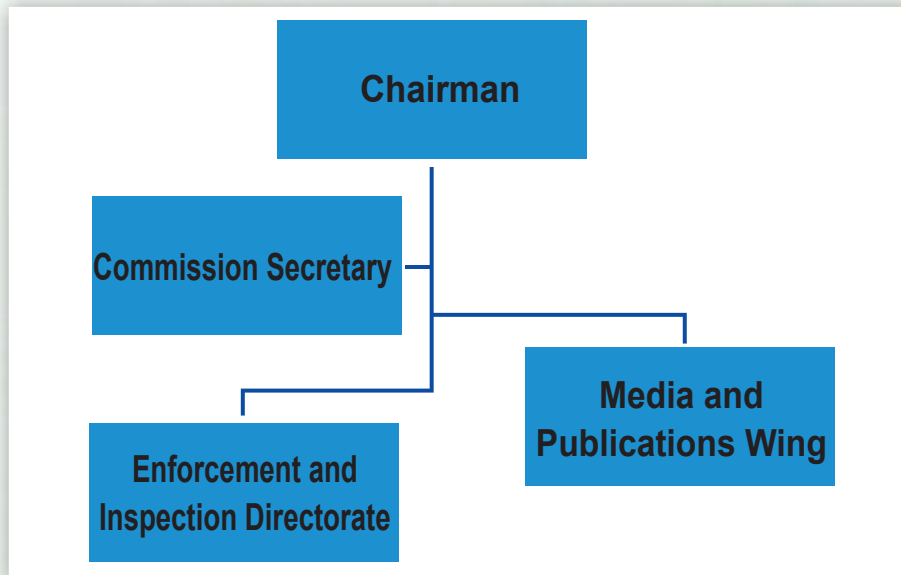 Chairman
Commission Secretary
Media and
Publications Wing
Enforcement and
Inspection Directorate